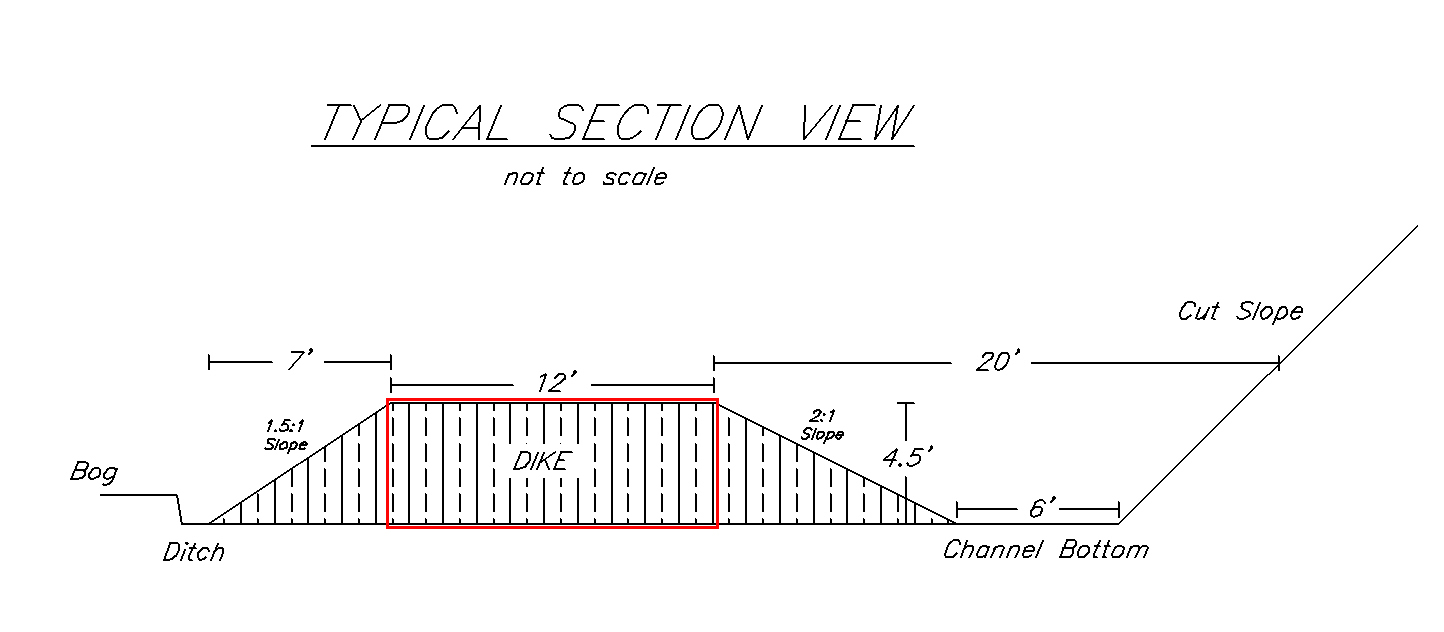 TYPICAL SECTION VIEW
not to scale
Cut Slope
7'
12'
20'
1.5:1
Slope
2:1
Slope
DIKE
4.5'
Bog
6'
Ditch
Channel Bottom